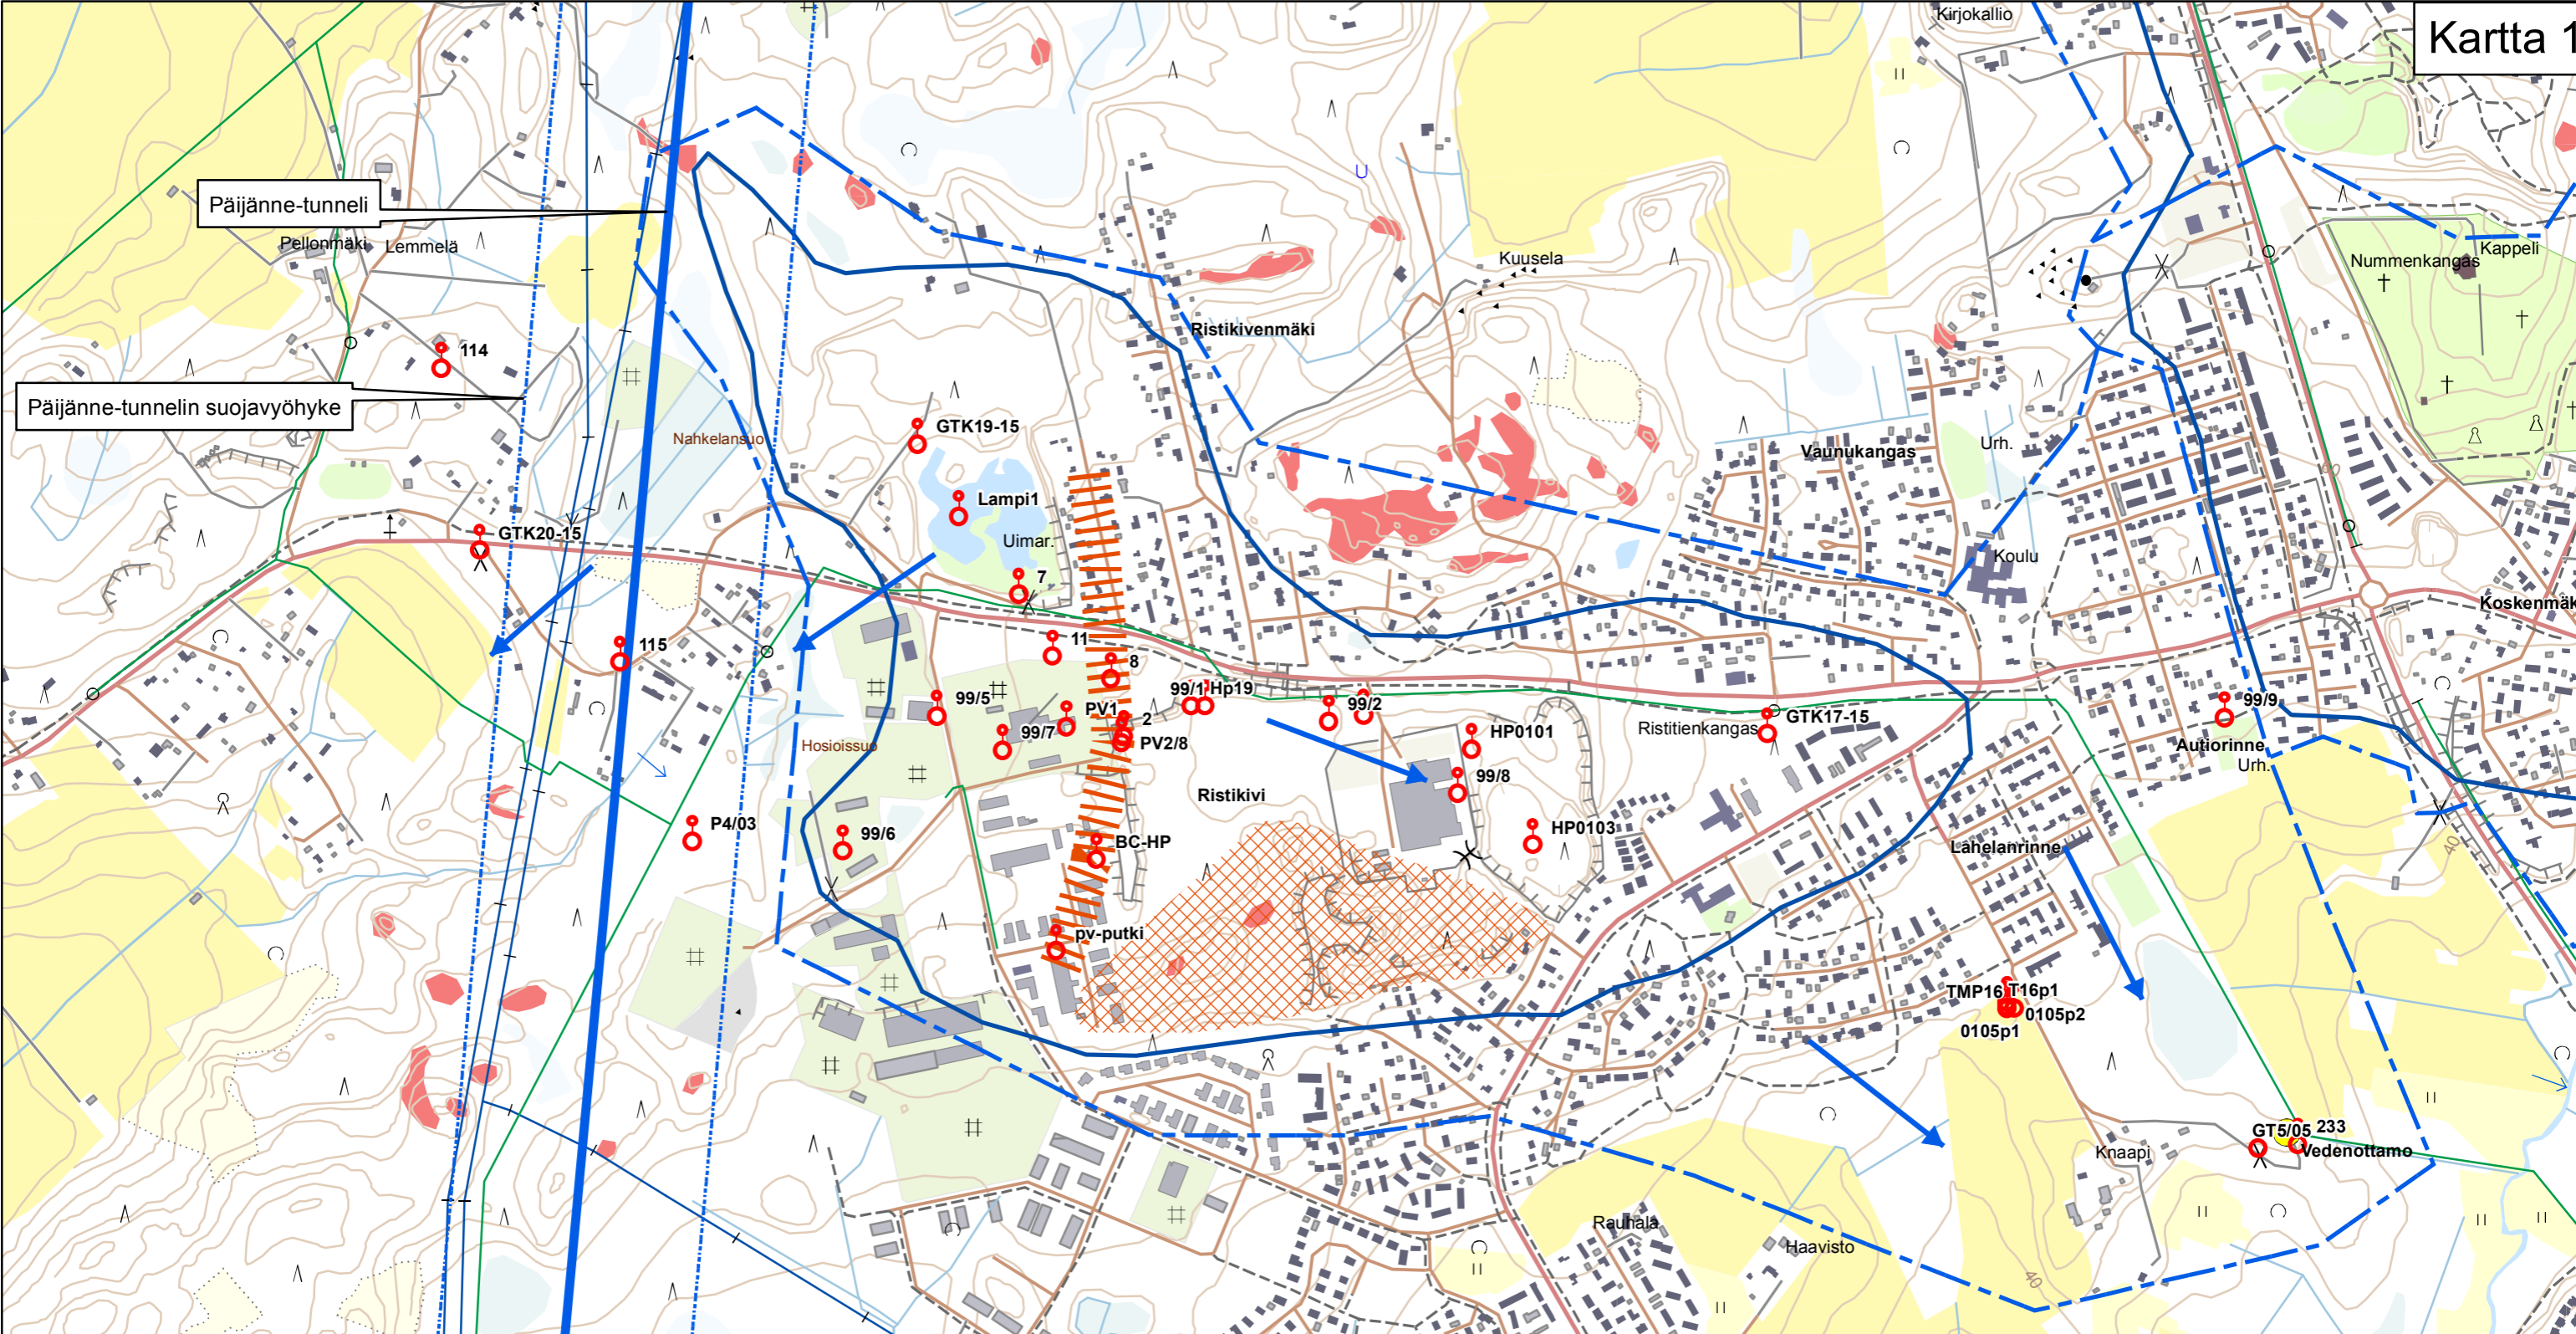 Kirjokallio
Kartta 1
Päijänne-tunneli
Pellonmäki
Lemmelä
U
Kuusela
Kappeli
Nummenkangas
Ristikivenmäki
114
Päijänne-tunnelin suojavyöhyke
GTK19-15
Nahkelansuo
Vaunukangas
Urh.
60
Lampi1
GTK20-15
Uimar.
Koulu
7
Koskenmäk
11
115
8
99/1
Hp19
99/5
99/2
99/9
PV1
2
GTK17-15
99/7
HP0101
Ristitienkangas
PV2/8
Hosioissuo
Autiorinne
Urh.
99/8
Ristikivi
P4/03
HP0103
99/6
BC-HP
Lahelanrinne
40
pv-putki
TMP16
T16p1
0105p2
0105p1
GT5/05
233
Vedenottamo
Knaapi
Rauhala
Haavisto
40